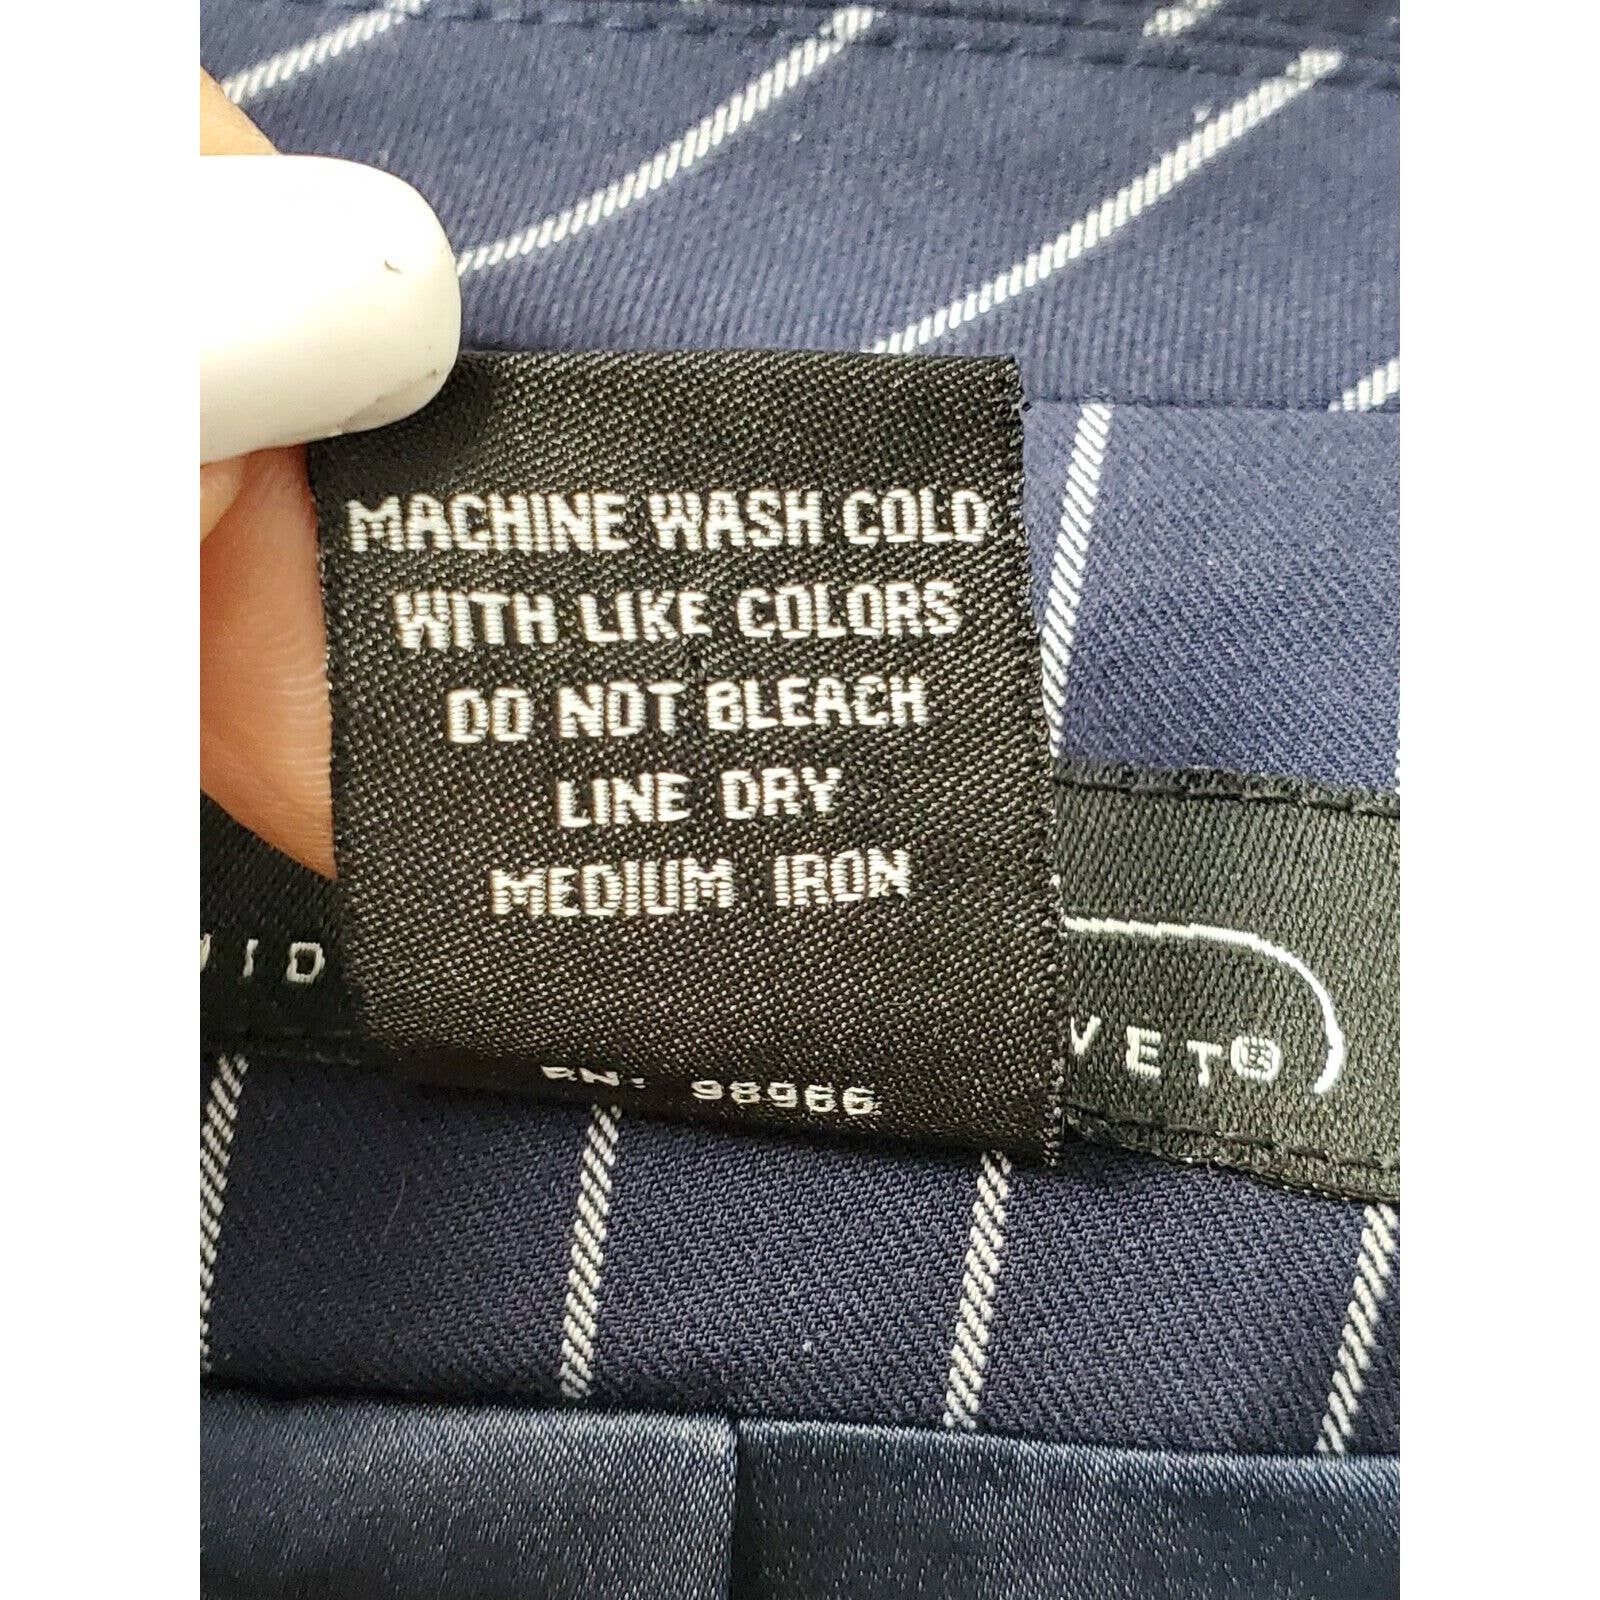 MACHINE WASH COLD
WITH LIKE COLORS
DO NOT BLEACH
LINE DRY
MEDIUM IRON
RN: 98966